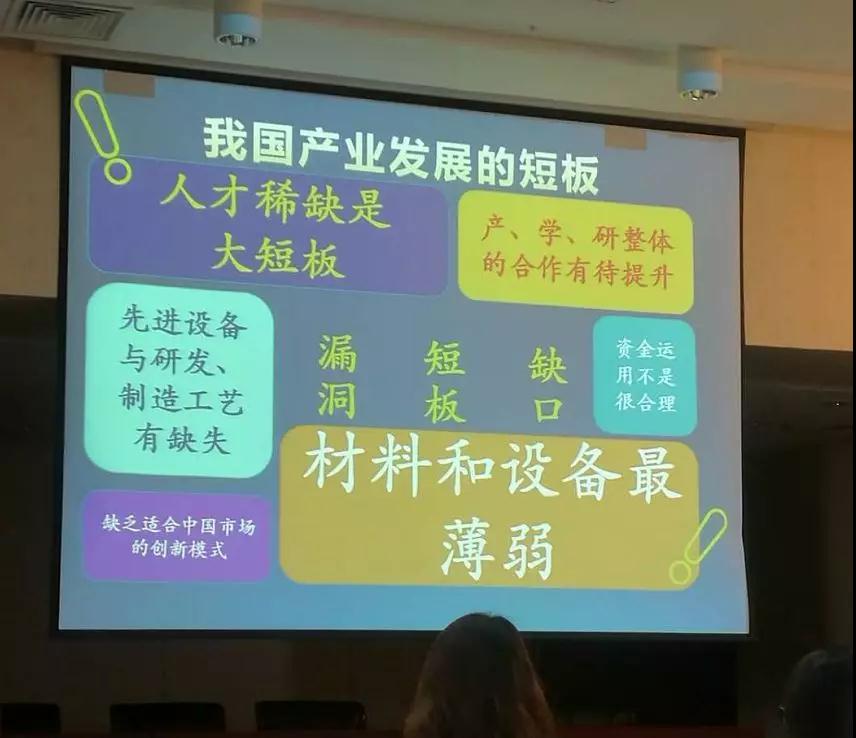 我国产业发展的短板
人才稀缺是
大短板
产、学、研整体
的合作有待提升
先进设备
与研发、
制造工艺
有缺失
漏洞
短板
缺口
资金运
用不是
很合理
材料和设备最
薄弱
缺乏适合中国市场
的创新模式